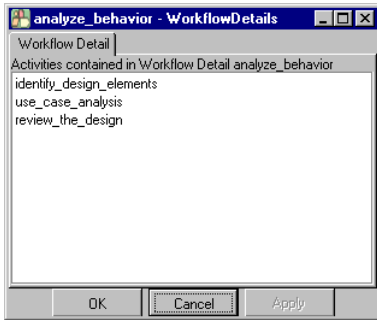 analyze_behavior - WorkflowDetails
Workflow Detail
Activities contained in Workflow Detail analyze_behavior
identify_design_elements
use_case_analysis
review_the_design
OK Cancel Apply